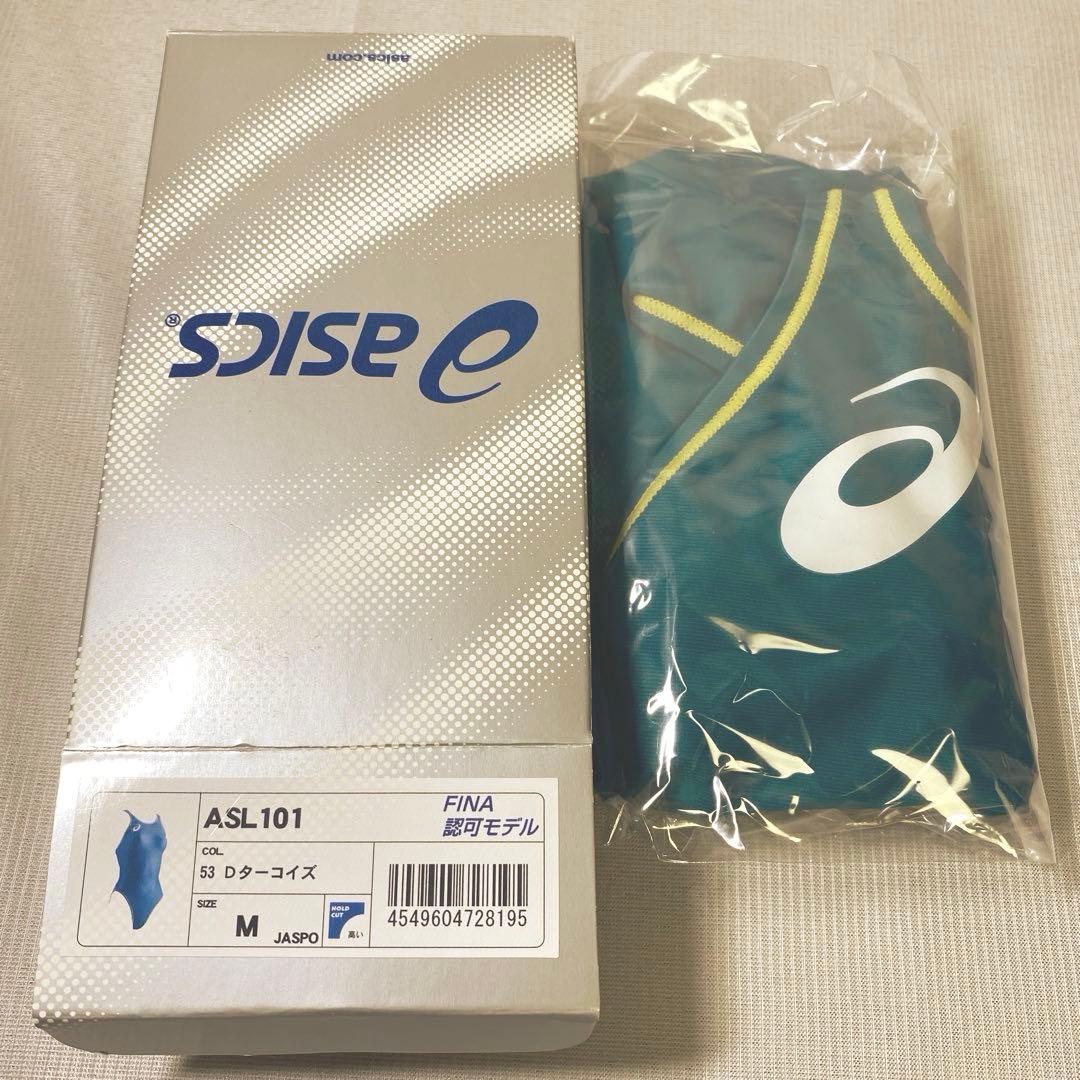 asics.com
asics®
ASL101
FINA
認可モデル
COL.
53 Dターコイズ
SIZE
M
JASPO
HOLD
CUT
高い
4549604728195